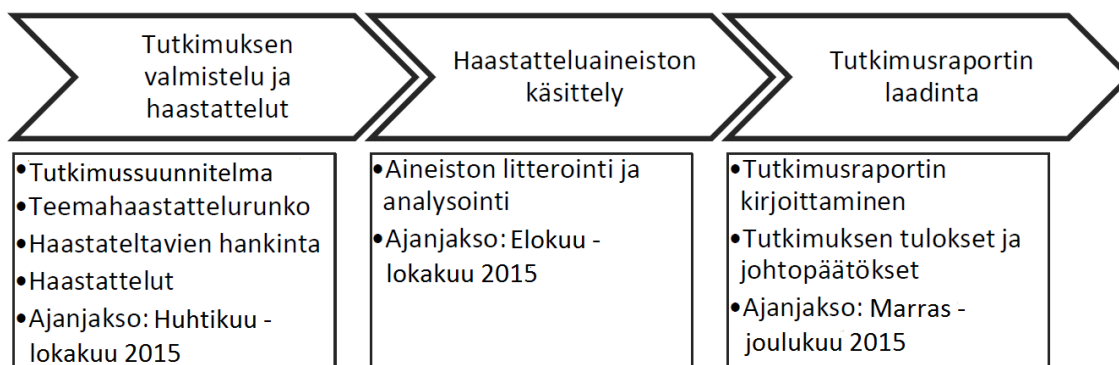 Tutkimuksen
valmistelu ja
haastattelut
Haastatteluaineiston
käsittely
Tutkimusraportin
laadinta
•Tutkimussuunnitelma
•Teemahaastattelurunko
•Haastateltavien hankinta
•Haastattelut
•Ajanjakso: Huhtikuu -
lokakuu 2015
•Aineiston litterointi ja
analysointi
•Ajanjakso: Elokuu -
lokakuu 2015
•Tutkimusraportin
kirjoittaminen
•Tutkimuksen tulokset ja
johtopäätökset
•Ajanjakso: Marras -
joulukuu 2015